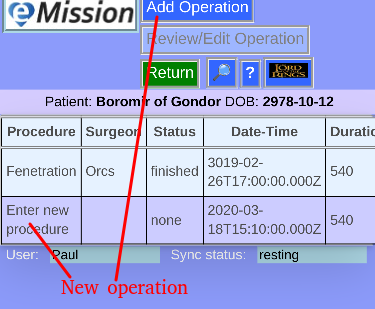 eMission
Add Operation
Review/Edit Operation
Return
?
LORD
RINGS
Patient: Boromir of Gondor DOB: 2978-10-12
Procedure Surgeon Status Date-Time Duratio
Fenetration Orcs finished 3019-02-26T17:00:00.000Z 540
Enter new procedure none 2020-03-18T15:10:00.000Z 540
User: Paul Sync status: resting
New operation